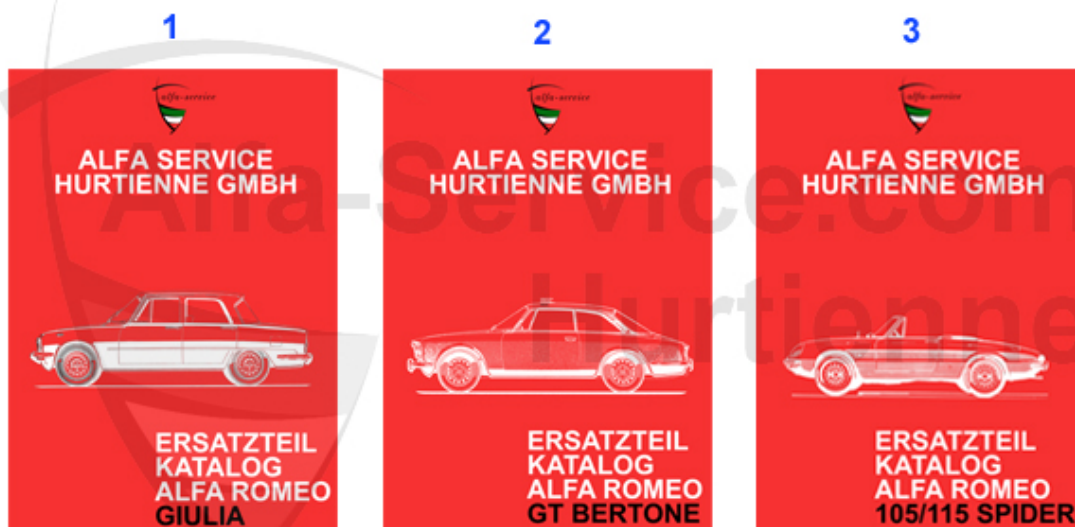 1
2
3
alfa-service
ALFA SERVICE
HURTIENNE GMBH
ERSATZTEIL
KATALOG
ALFA ROMEO
GIULIA
alfa-service
ALFA SERVICE
HURTIENNE GMBH
ERSATZTEIL
KATALOG
ALFA ROMEO
GT BERTONE
alfa-service
ALFA SERVICE
HURTIENNE GMBH
ERSATZTEIL
KATALOG
ALFA ROMEO
105/115 SPIDER
Alfa-Service.com
Hurtienne